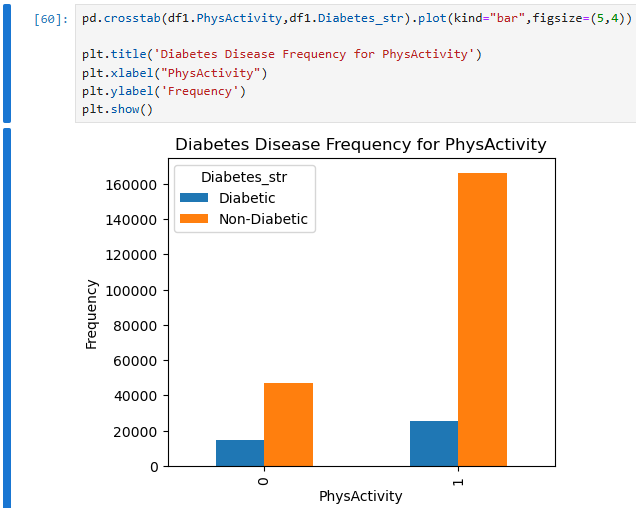 [60]: pd.crosstab(df1.PhysActivity,df1.Diabetes_str).plot(kind="bar",figsize=(5,4))
plt.title('Diabetes Disease Frequency for PhysActivity')
plt.xlabel("PhysActivity")
plt.ylabel('Frequency')
plt.show()
Diabetes Disease Frequency for PhysActivity
Diabetes_str
Diabetic
Non-Diabetic
160000
140000
120000
100000
80000
60000
40000
20000
0
Frequency
0
1
PhysActivity